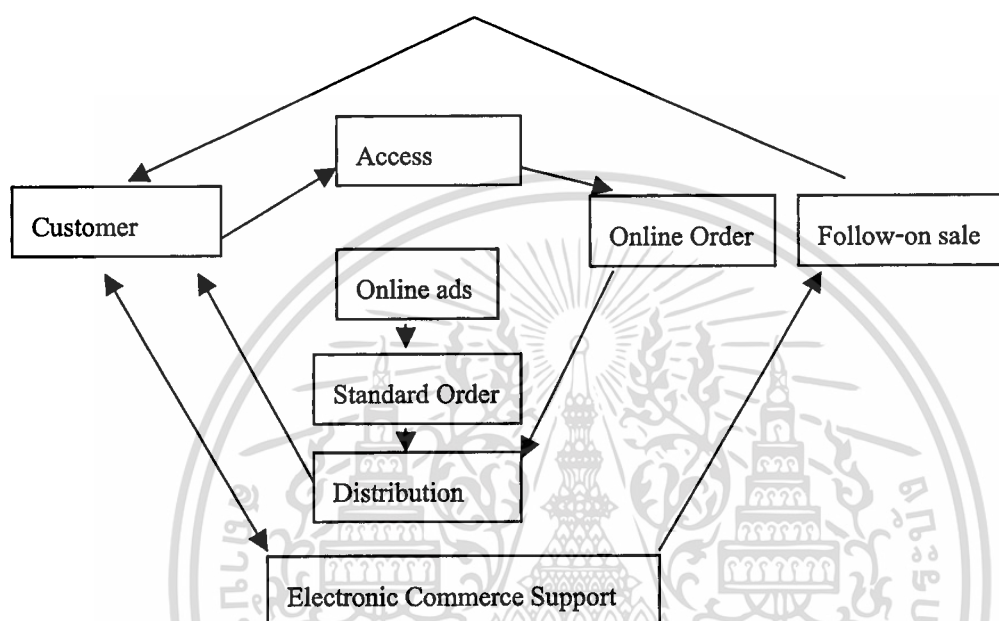 Access
Customer
Online Order
Follow-on sale
Online ads
Standard Order
Distribution
Electronic Commerce Support